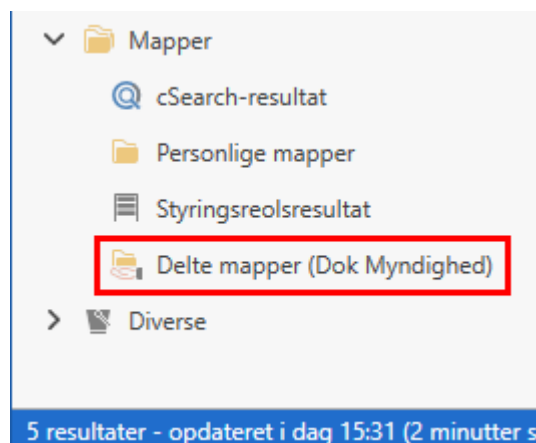 Mapper
cSearch-resultat
Personlige mapper
Styringsreolsresultat
Delte mapper (Dok Myndighed)
Diverse
5 resultater - opdateret i dag 15:31 (2 minutter s